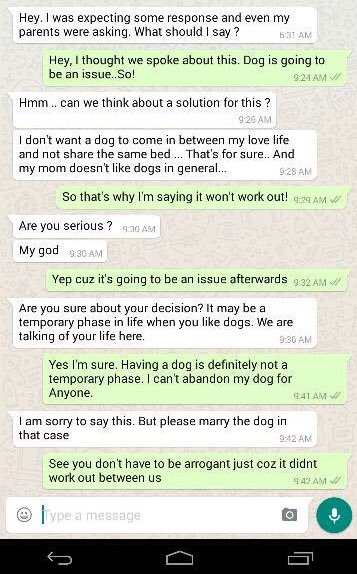 Hey. I was expecting some response and even my
parents were asking. What should I say ?
6:31 AM
Hey, I thought we spoke about this. Dog is going to
be an issue..So!
9:24 AM
Hmm .. can we think about a solution for this ?
9:26 AM
I don't want a dog to come in between my love life
and not share the same bed ... That's for sure.. And
my mom doesn't like dogs in general...
9:28 AM
So that's why I'm saying it won't work out!
9:29 AM
Are you serious ?
9:30 AM
My god
9:30 AM
Yep cuz it's going to be an issue afterwards
9:32 AM
Are you sure about your decision? It may be a
temporary phase in life when you like dogs. We are
talking of your life here.
9:36 AM
Yes I'm sure. Having a dog is definitely not a
temporary phase. I can't abandon my dog for
Anyone.
9:41 AM
I am sorry to say this. But please marry the dog in
that case
9:42 AM
See you don't have to be arrogant just coz it didnt
work out between us
9:42 AM
Type a message